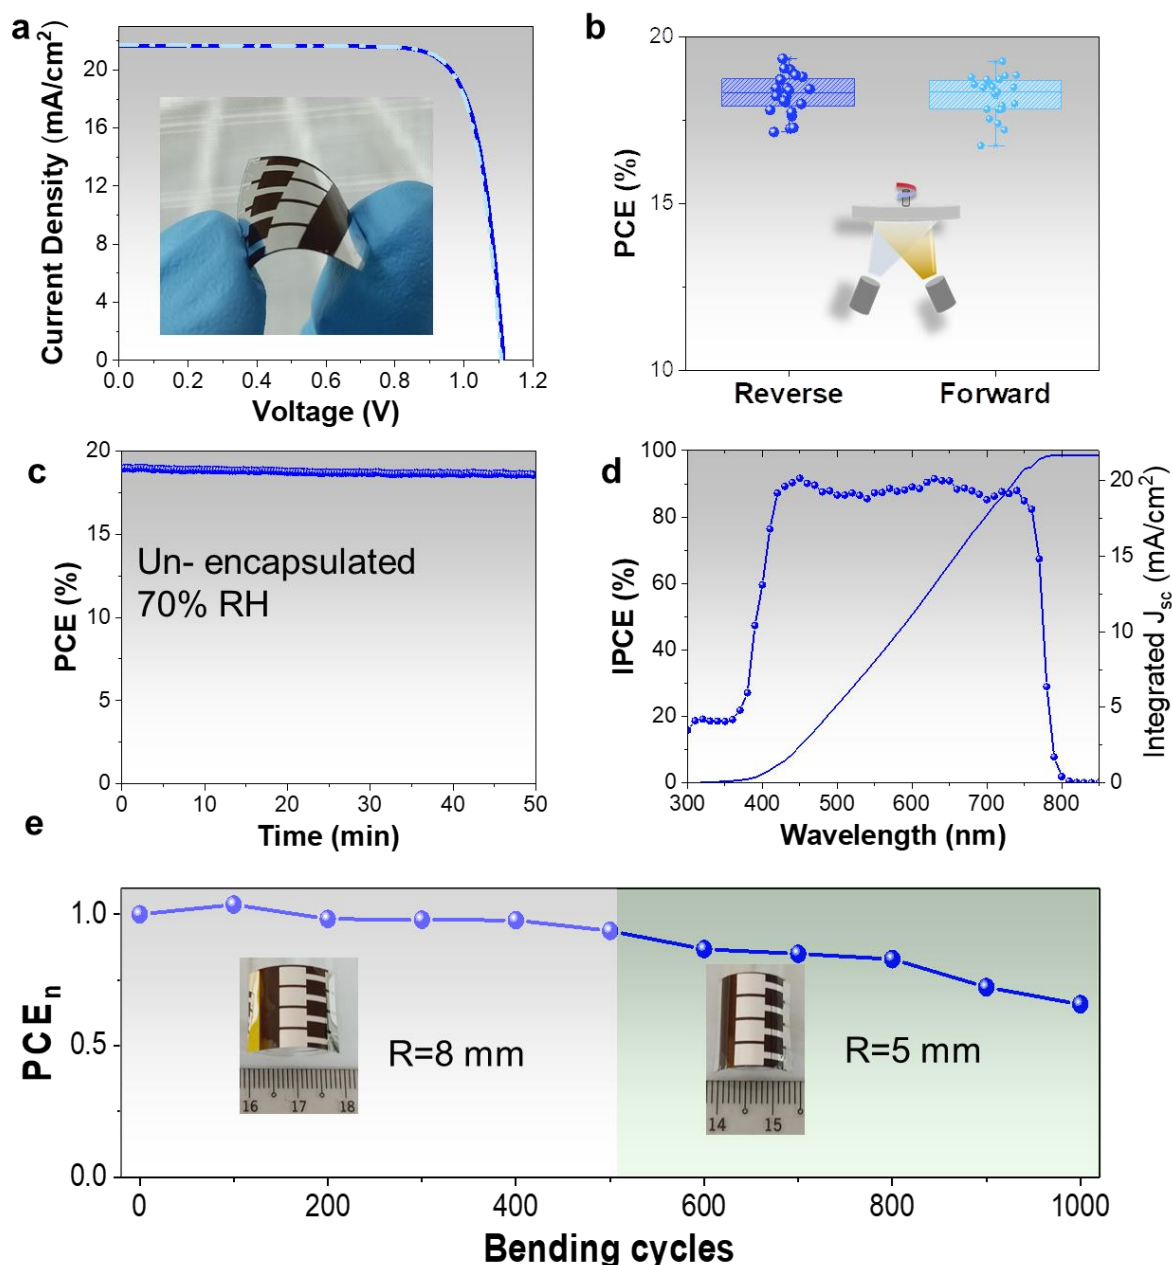 a
Current Density (mA/cm²)
22
18
14
12
8
4
0
0.0 0.2 0.4 0.6 0.8 1.0 1.2
Voltage (V)
b
PCE (%)
20
15
10
Reverse Forward
c
PCE (%)
20
15
10
5
0
Un- encapsulated
70% RH
0 10 20 30 40 50
Time (min)
d
IPCE (%)
100
80
60
40
20
0
20
15
10
5
0
Integrated Jsc (mA/cm²)
300 400 500 600 700 800
Wavelength (nm)
e
PCEn
1.0
0.5
0.0
R=8 mm
16 17 18
R=5 mm
14 15
0 200 400 600 800 1000
Bending cycles